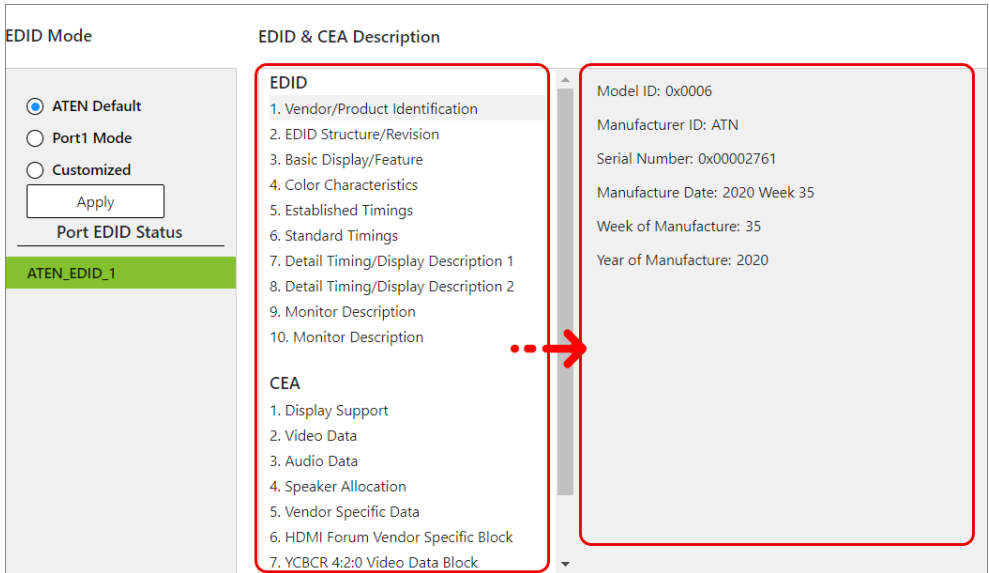 EDID Mode
EDID & CEA Description
ATEN Default
Port1 Mode
Customized
Apply
Port EDID Status
ATEN_EDID_1
EDID
1. Vendor/Product Identification
2. EDID Structure/Revision
3. Basic Display/Feature
4. Color Characteristics
5. Established Timings
6. Standard Timings
7. Detail Timing/Display Description 1
8. Detail Timing/Display Description 2
9. Monitor Description
10. Monitor Description
CEA
1. Display Support
2. Video Data
3. Audio Data
4. Speaker Allocation
5. Vendor Specific Data
6. HDMI Forum Vendor Specific Block
7. YCBCR 4:2:0 Video Data Block
Model ID: 0x0006
Manufacturer ID: ATN
Serial Number: 0x00002761
Manufacture Date: 2020 Week 35
Week of Manufacture: 35
Year of Manufacture: 2020